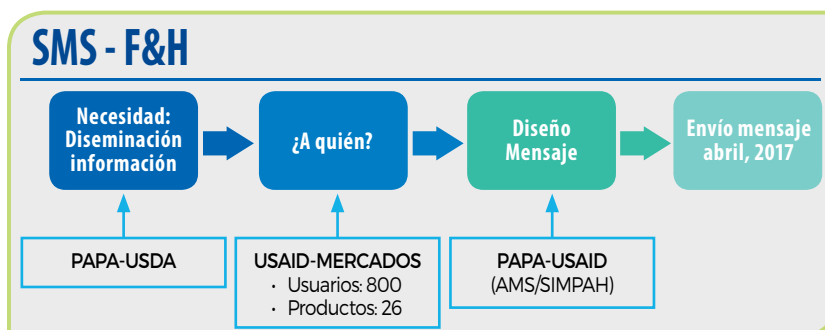 SMS - F&H
Necesidad:
Diseminación
información
¿A quién?
Diseño
Mensaje
Envío mensaje
abril, 2017
PAPA-USDA
USAID-MERCADOS
· Usuarios: 800
· Productos: 26
PAPA-USAID
(AMS/SIMPAH)